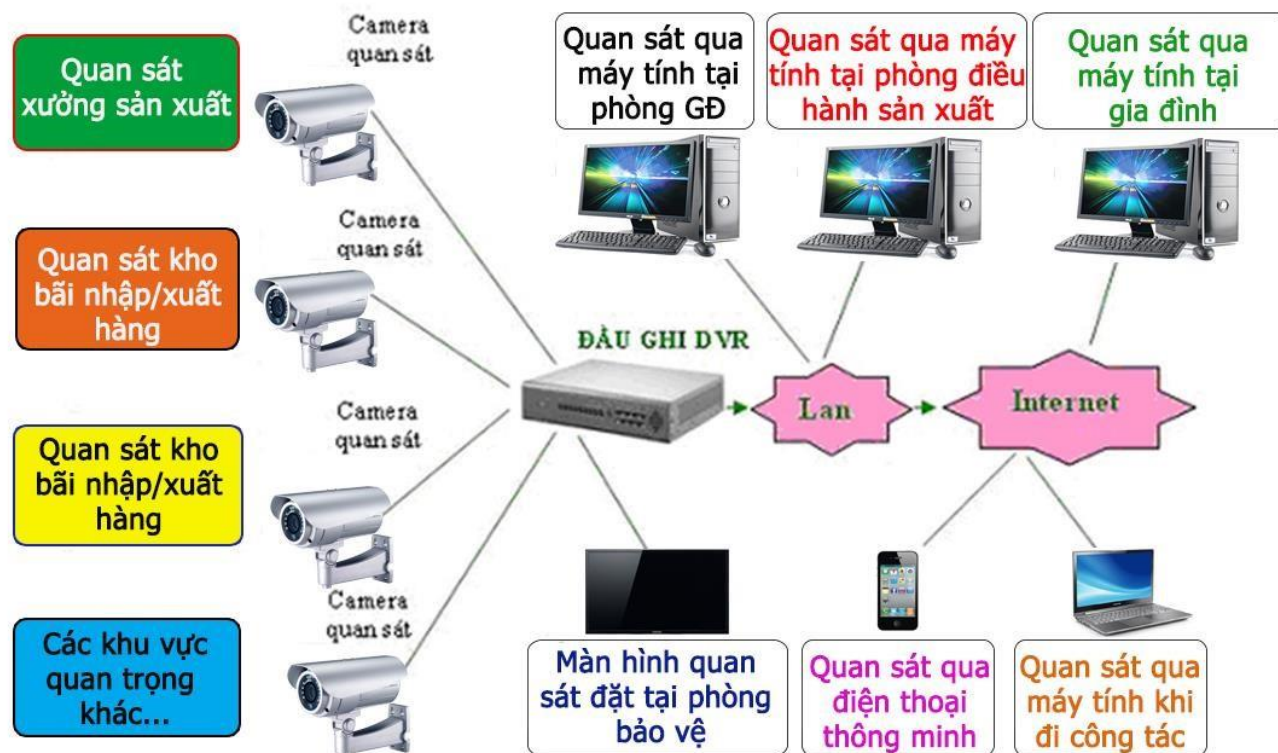 Quan sát
xưởng sản xuất
Camera
quan sát
Quan sát qua
máy tính tại
phòng GĐ
Quan sát qua máy
tính tại phòng điều
hành sản xuất
Quan sát qua
máy tính tại
gia đình
Quan sát kho
bãi nhập/xuất
hàng
Camera
quan sát
ĐẦU GHI DVR
Lan
Internet
Quan sát kho
bãi nhập/xuất
hàng
Camera
quan sát
Các khu vực
quan trọng
khác...
Camera
quan sát
Màn hình quan
sát đặt tại phòng
bảo vệ
Quan sát qua
điện thoại
thông minh
Quan sát qua
máy tính khi
đi công tác